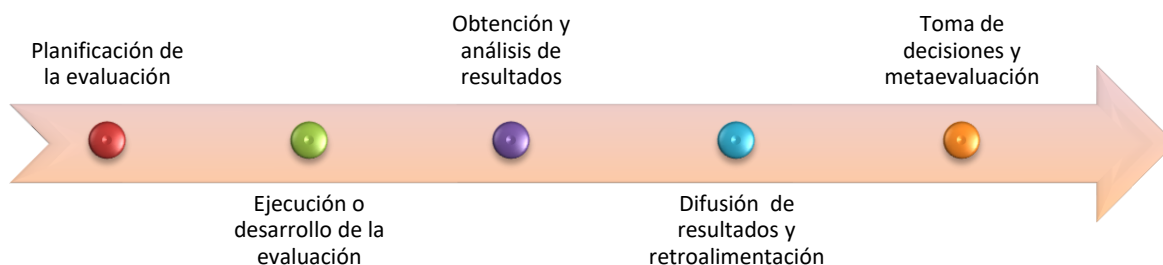 Planificación de
la evaluación
Ejecución o
desarrollo de la
evaluación
Obtención y
análisis de
resultados
Difusión de
resultados y
retroalimentación
Toma de
decisiones y
metaevaluación